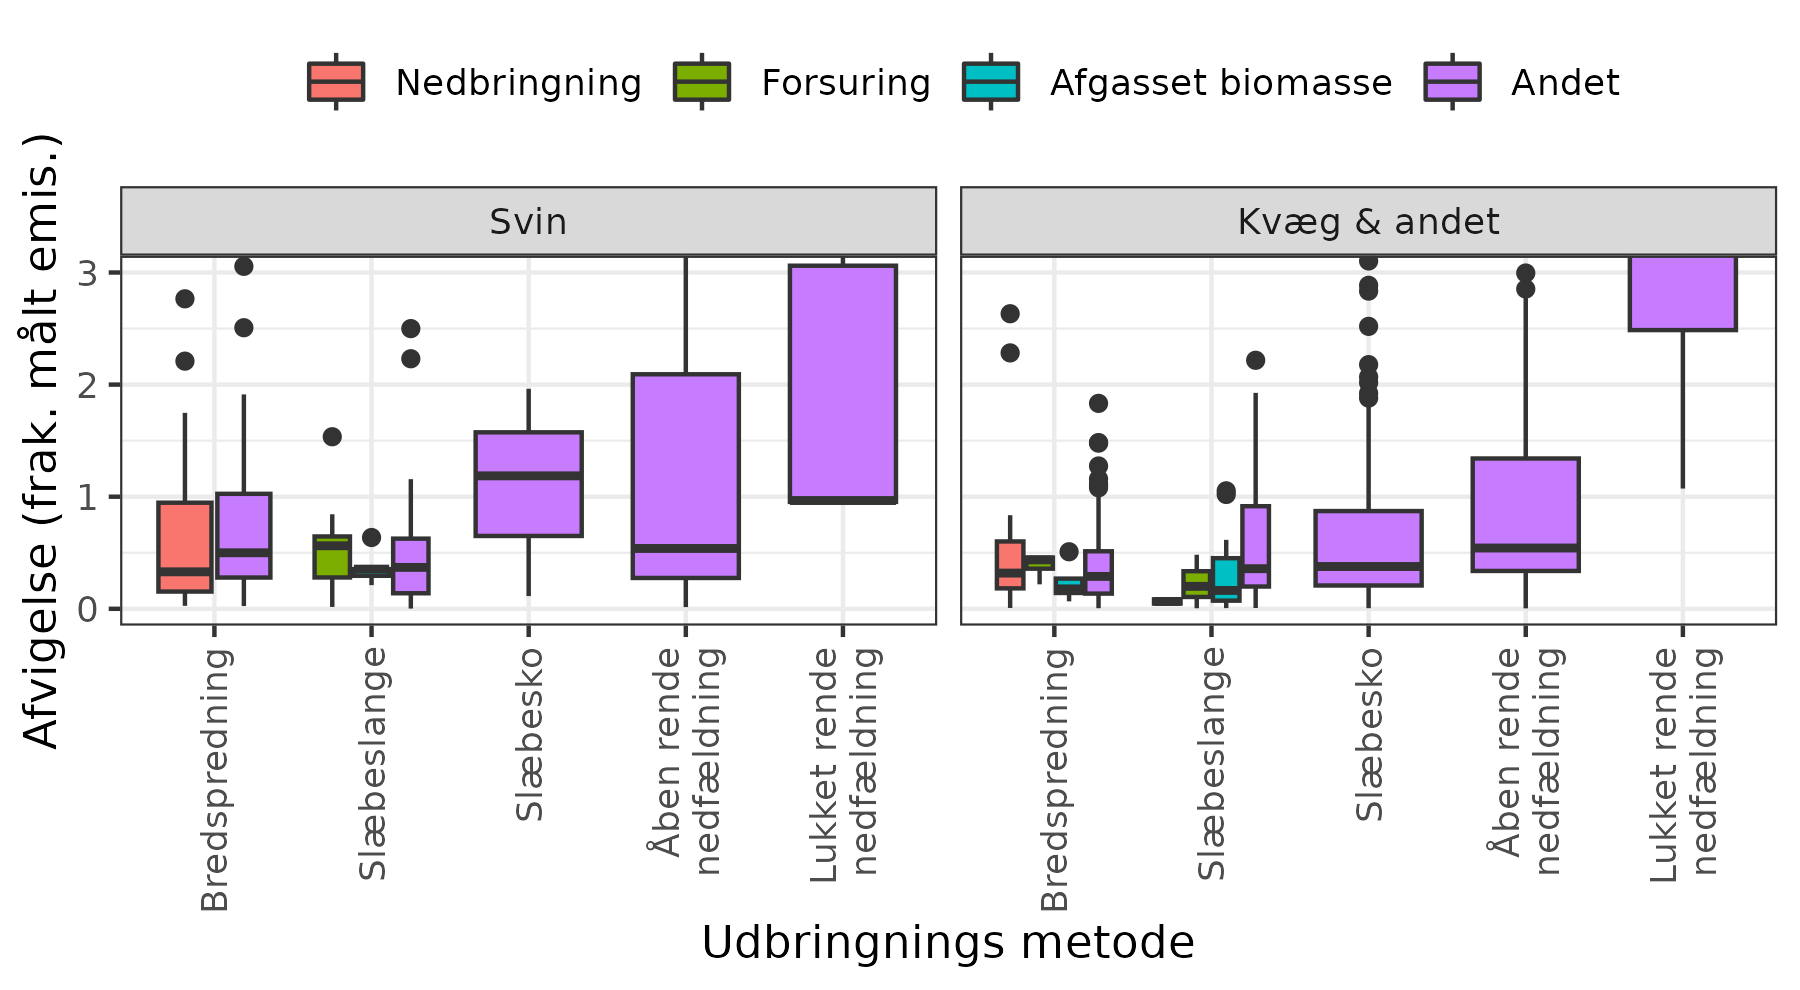 Nedbringning Forsuring Afgasset biomasse Andet
Afvigelse (frak. målt emis.)
Svin
Kvæg & andet
3
2
1
0
Bredspredning
Slæbeslange
Slæbesko
Åben rende
nedfældning
Lukket rende
nedfældning
Bredspredning
Slæbeslange
Slæbesko
Åben rende
nedfældning
Lukket rende
nedfældning
Udbringnings metode